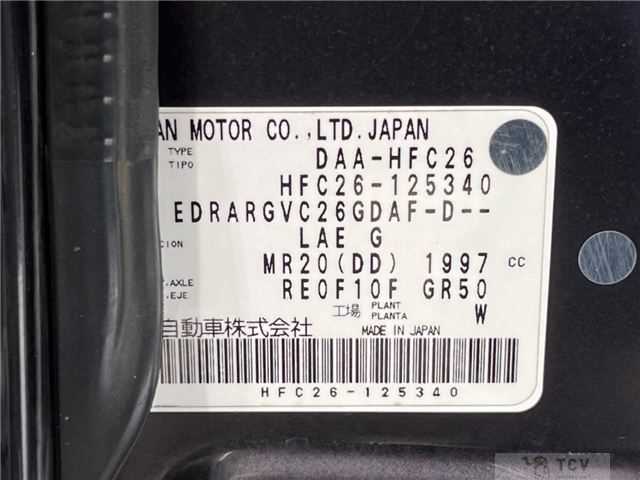 AN MOTOR CO.,LTD.JAPAN
TYPE
TIPO
DAA-HFC26
HFC26-125340
EDRARGVC26GDAF-D--
CION
LAE G
MR20(DD) 1997 CC
.AXLE
.EJE
RE0F10F GR50
工場 PLANT
PLANTA
W
自動車株式会社
MADE IN JAPAN
HFC26-125340
TCV